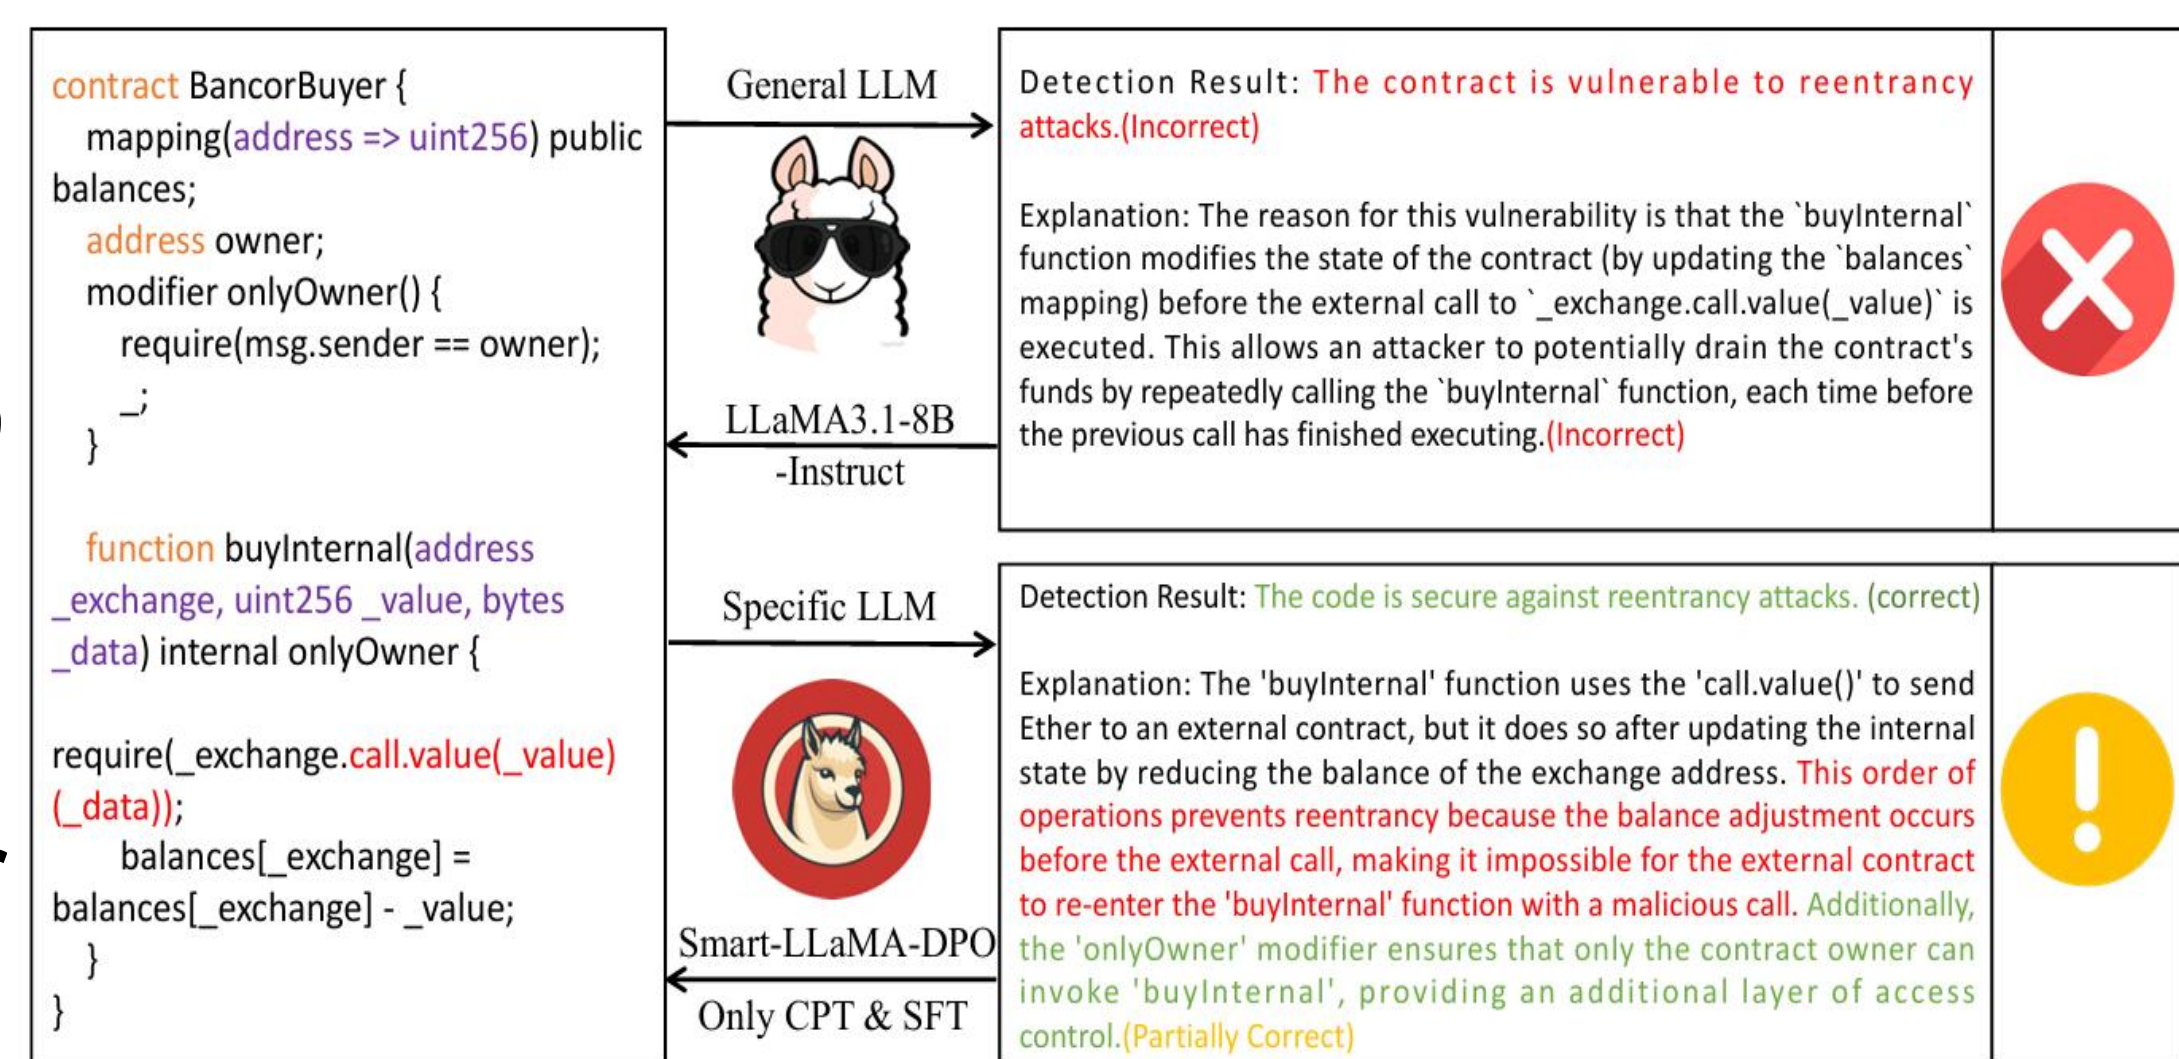 contract BancorBuyer {
mapping(address => uint256) public
balances;
address owner;
modifier onlyOwner() {
require(msg.sender == owner);
_;
}
function buyInternal(address
_exchange, uint256 _value, bytes
_data) internal onlyOwner {
require(_exchange.call.value(_value)
(_data));
balances[_exchange] =
balances[_exchange] - _value;
}
}
General LLM
LLaMA3.1-8B
-Instruct
Detection Result: The contract is vulnerable to reentrancy
attacks.(Incorrect)
Explanation: The reason for this vulnerability is that the `buyInternal`
function modifies the state of the contract (by updating the `balances`
mapping) before the external call to `_exchange.call.value(_value)` is
executed. This allows an attacker to potentially drain the contract's
funds by repeatedly calling the `buyInternal` function, each time before
the previous call has finished executing.(Incorrect)
Specific LLM
Smart-LLaMA-DPO
Only CPT & SFT
Detection Result: The code is secure against reentrancy attacks. (correct)
Explanation: The 'buyInternal' function uses the 'call.value()' to send
Ether to an external contract, but it does so after updating the internal
state by reducing the balance of the exchange address. This order of
operations prevents reentrancy because the balance adjustment occurs
before the external call, making it impossible for the external contract
to re-enter the 'buyInternal' function with a malicious call. Additionally,
the 'onlyOwner' modifier ensures that only the contract owner can
invoke 'buyInternal', providing an additional layer of access
control.(Partially Correct)